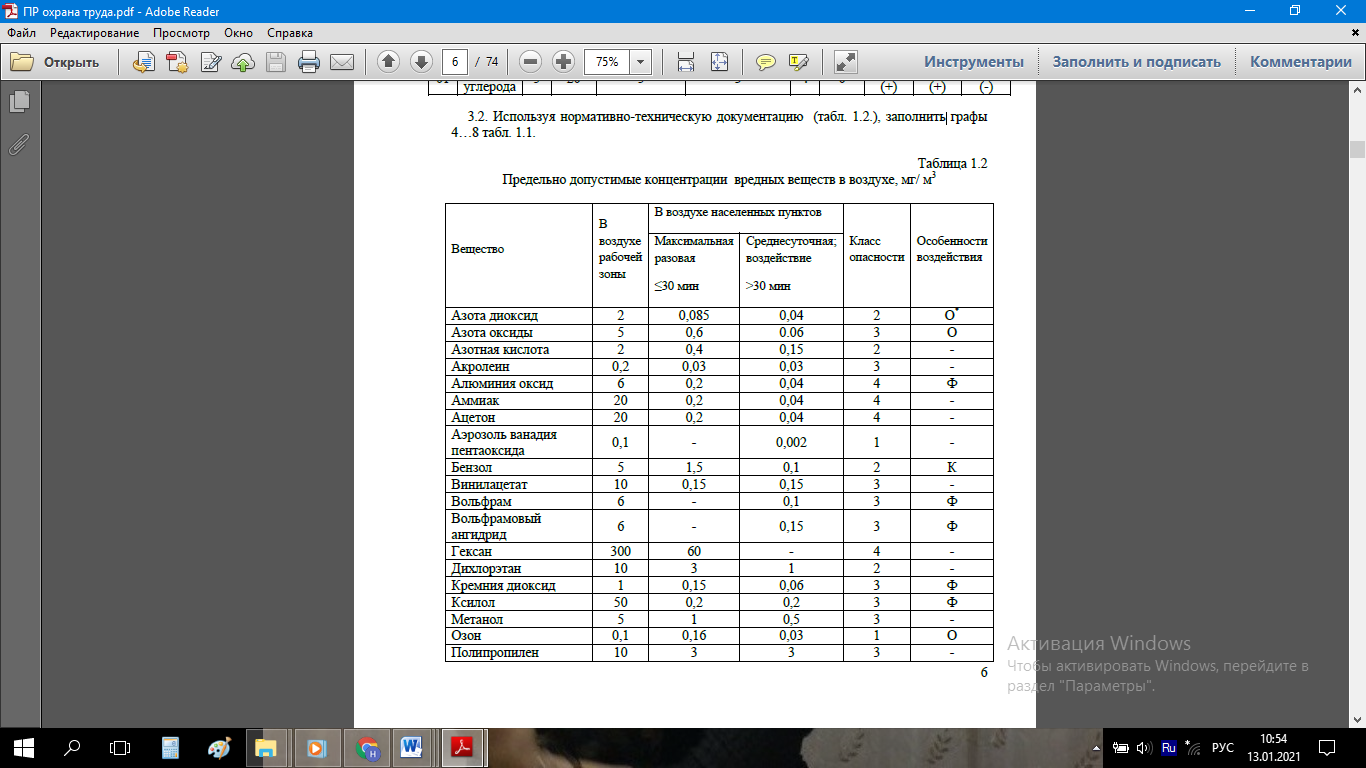 ПР охрана труда.pdf - Adobe Reader
Файл Редактирование Просмотр Окно Справка
Открыть 6 / 74 75% Инструменты Заполнить и подписать Комментарии
углерода (+) (+) (-)
3.2. Используя нормативно-техническую документацию (табл. 1.2.), заполнить графы
4…8 табл. 1.1.
Таблица 1.2
Предельно допустимые концентрации вредных веществ в воздухе, мг/ м3
Вещество
В воздухе рабочей зоны
В воздухе населенных пунктов
Максимальная разовая ≤30 мин
Среднесуточная; воздействие >30 мин
Класс опасности
Особенности воздействия
Азота диоксид 2 0,085 0,04 2 О*
Азота оксиды 5 0,6 0.06 3 О
Азотная кислота 2 0,4 0,15 2 -
Акролеин 0,2 0,03 0,03 3 -
Алюминия оксид 6 0,2 0,04 4 Ф
Аммиак 20 0,2 0,04 4 -
Ацетон 20 0,2 0,04 4 -
Аэрозоль ванадия
пентаоксида 0,1 - 0,002 1 -
Бензол 5 1,5 0,1 2 К
Винилацетат 10 0,15 0,15 3 -
Вольфрам 6 - 0,1 3 Ф
Вольфрамовый
ангидрид 6 - 0,15 3 Ф
Гексан 300 60 - 4 -
Дихлорэтан 10 3 1 2 -
Кремния диоксид 1 0,15 0,06 3 Ф
Ксилол 50 0,2 0,2 3 Ф
Метанол 5 1 0,5 3 -
Озон 0,1 0,16 0,03 1 О
Полипропилен 10 3 3 3 -
6
Активация Windows
Чтобы активировать Windows, перейдите в
раздел "Параметры".
Ru РУС 10:54
13.01.2021